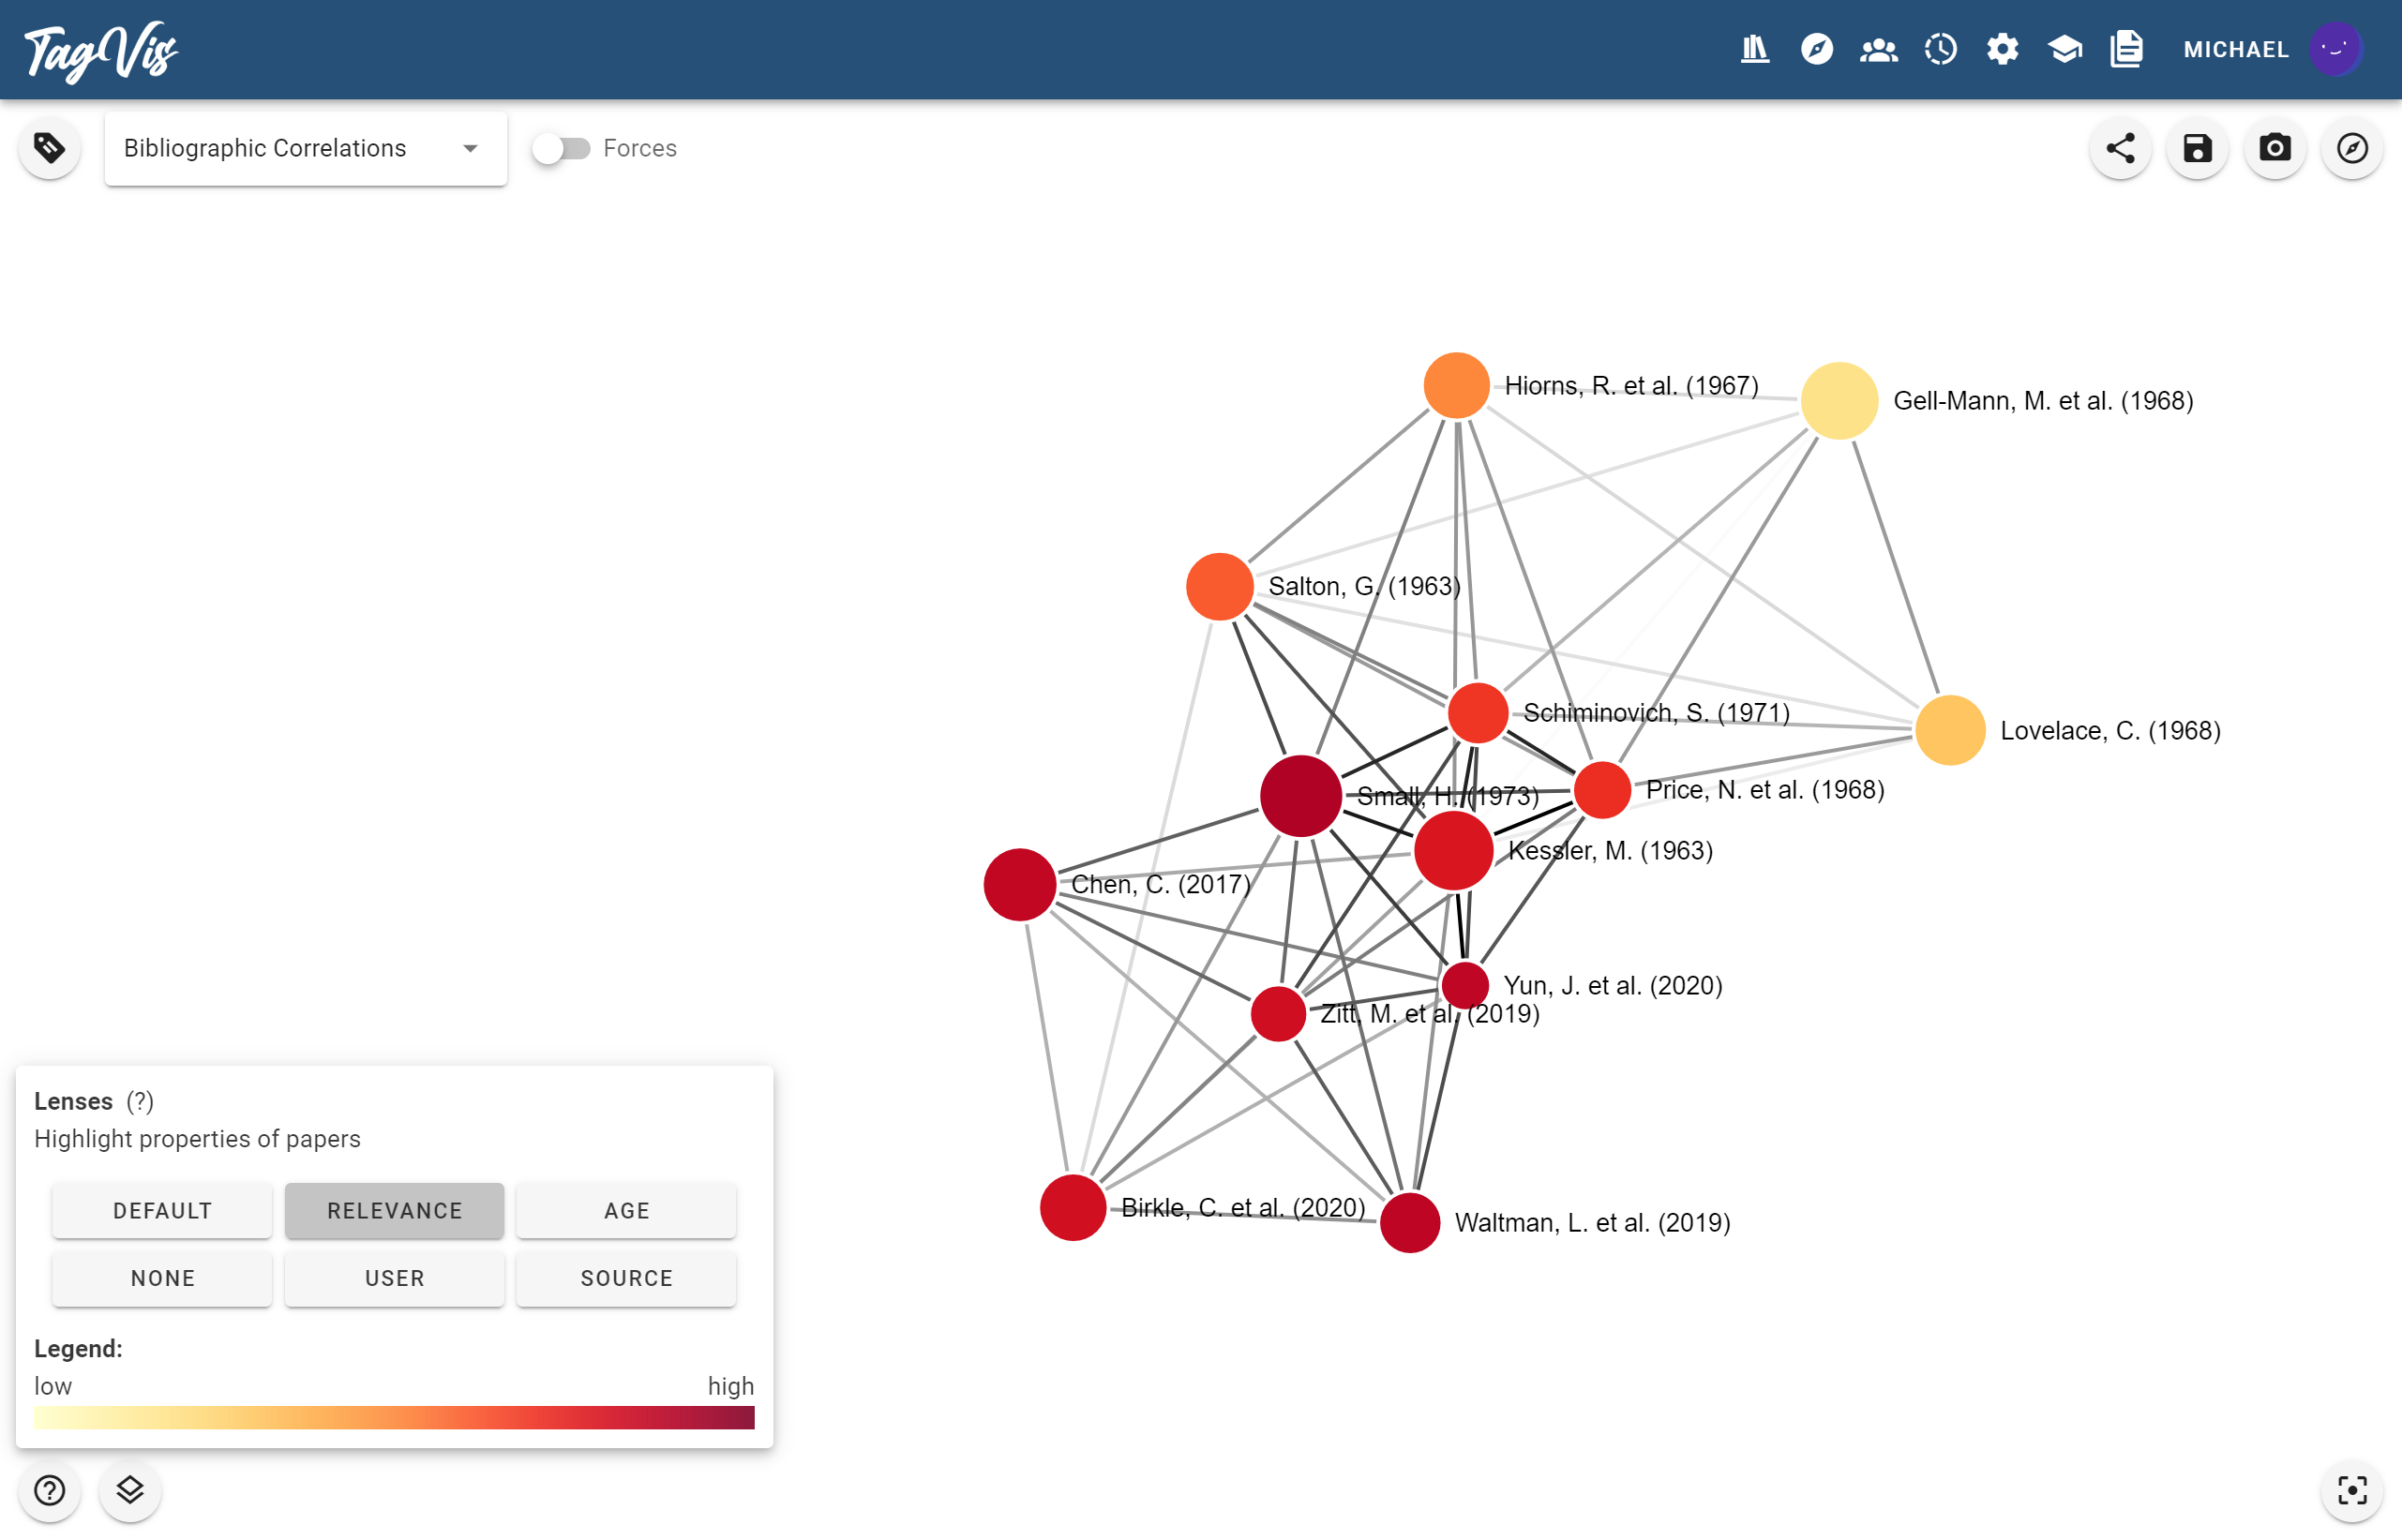 TagVis
MICHAEL
Bibliographic Correlations
Forces
Hiorns, R. et al. (1967)
Gell-Mann, M. et al. (1968)
Salton, G. (1963)
Schiminovich, S. (1971)
Lovelace, C. (1968)
Price, N. et al. (1968)
Small, H. (1973)
Kessler, M. (1963)
Chen, C. (2017)
Yun, J. et al. (2020)
Zitt, M. et al. (2019)
Birkle, C. et al. (2020)
Waltman, L. et al. (2019)
Lenses (?)
Highlight properties of papers
DEFAULT RELEVANCE AGE
NONE USER SOURCE
Legend:
low high